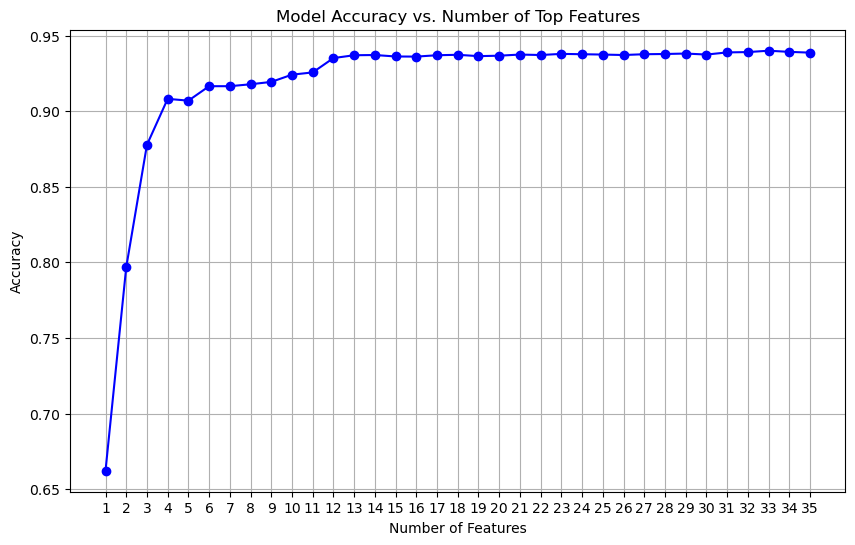 Model Accuracy vs. Number of Top Features
0.95
0.90
0.85
0.80
0.75
0.70
0.65
Accuracy
1 2 3 4 5 6 7 8 9 10 11 12 13 14 15 16 17 18 19 20 21 22 23 24 25 26 27 28 29 30 31 32 33 34 35
Number of Features